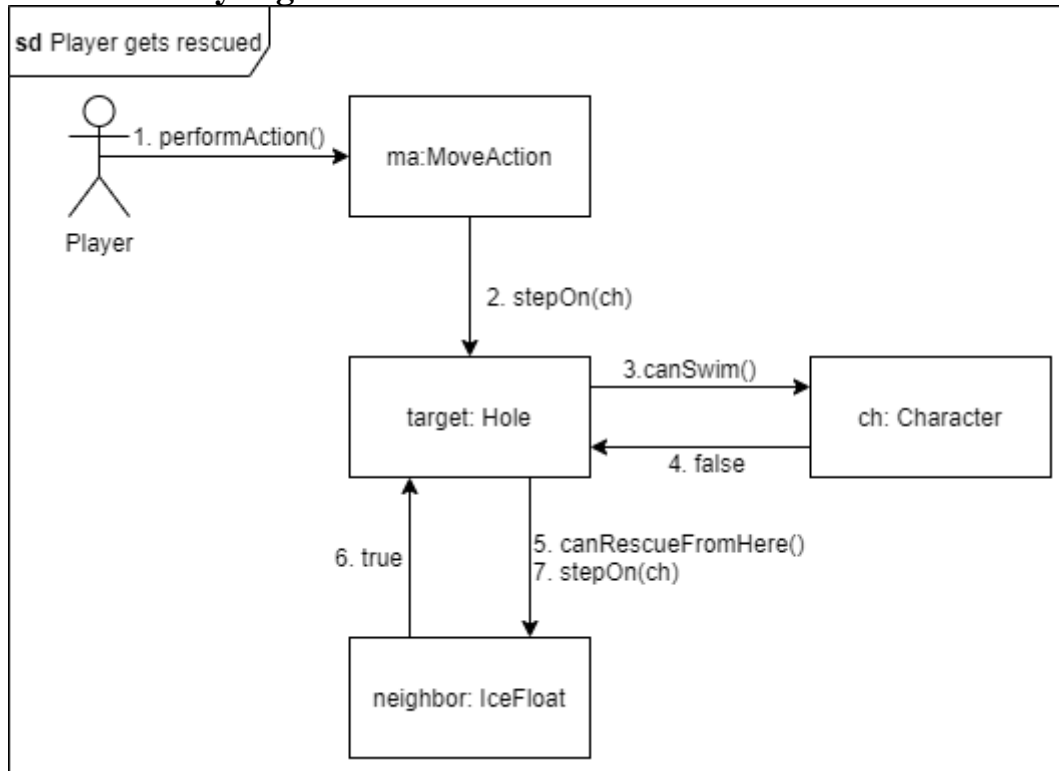 sd Player gets rescued
1. performAction()
ma:MoveAction
Player
2. stepOn(ch)
3.canSwim()
target: Hole
ch: Character
4. false
6. true
5. canRescueFromHere()
7. stepOn(ch)
neighbor: IceFloat